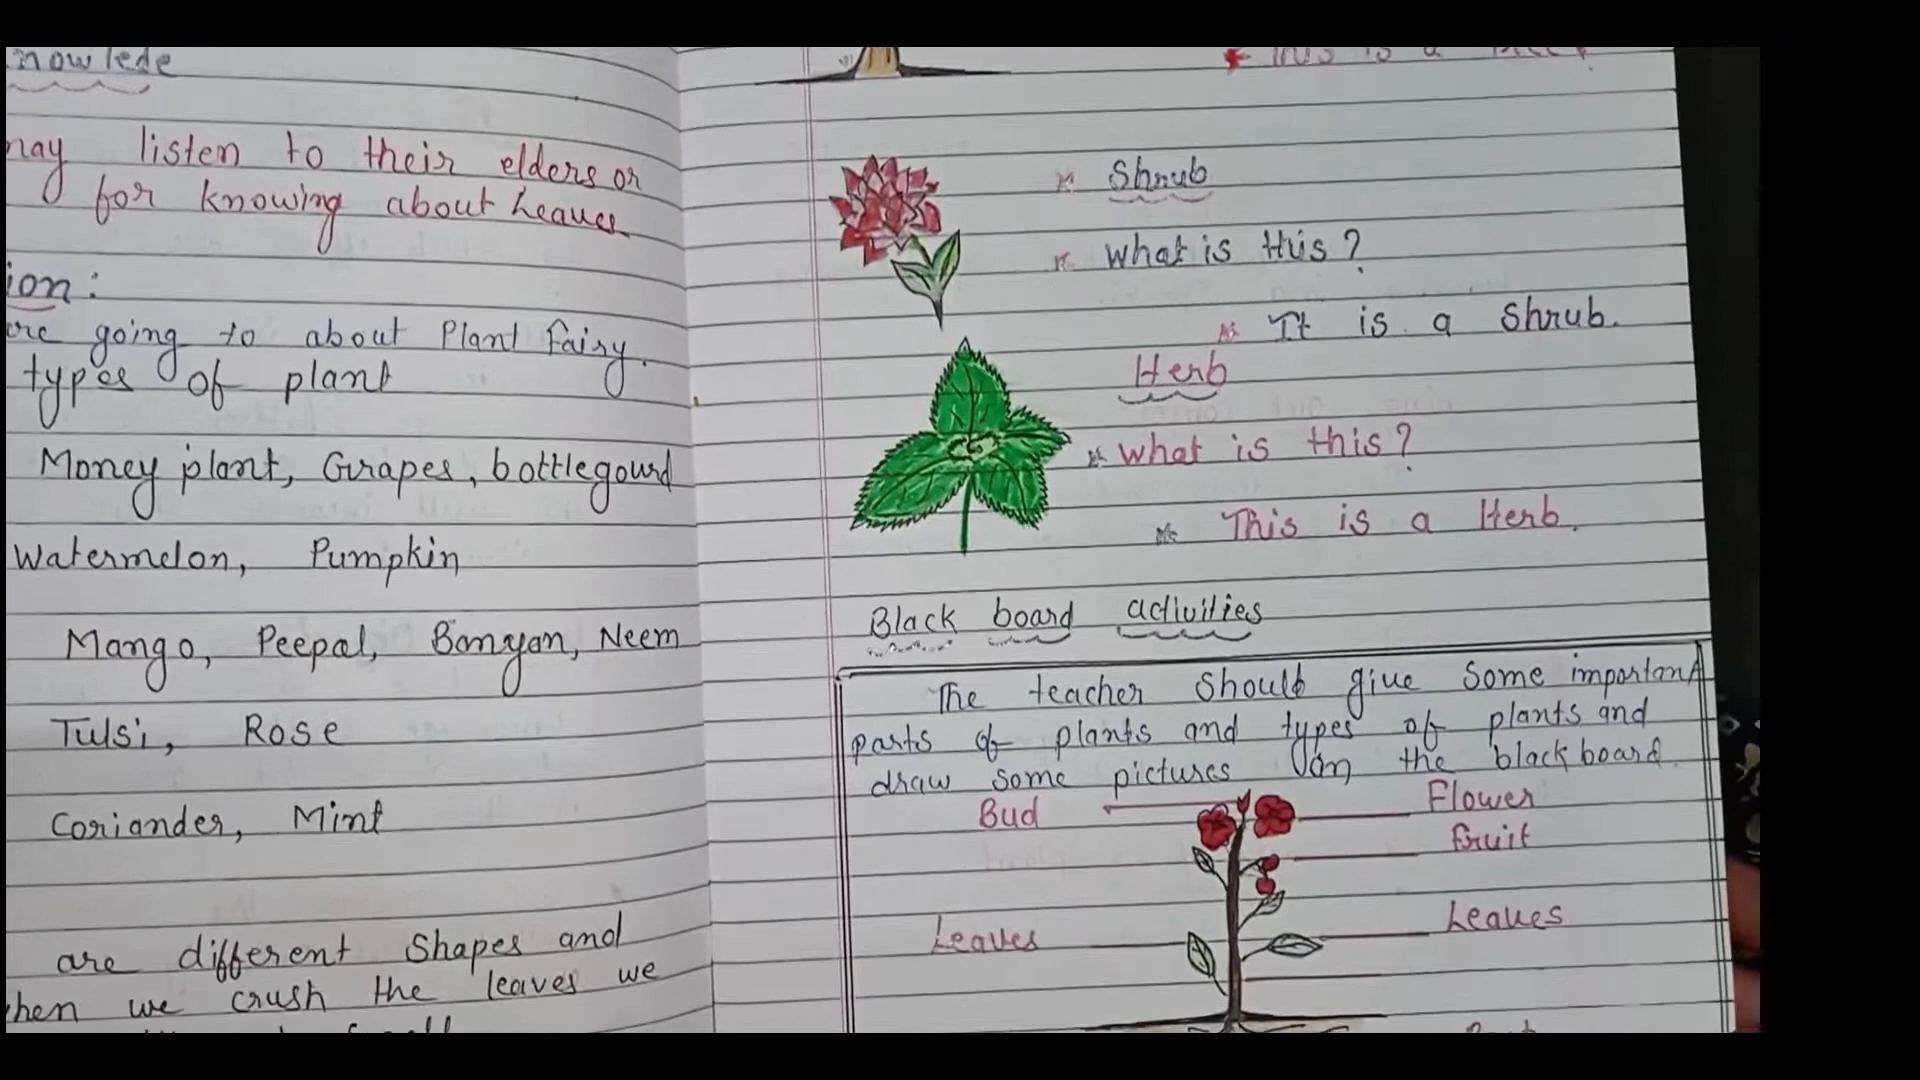 nowlede
may listen to their elders or
for knowing about Leaves
ion:
are going to about Plant Fairy.
types of plant
Money plant, Grapes, bottlegourd
Watermelon, Pumpkin
Mango, Peepal, Banyan, Neem
Tulsi, Rose
Coriander, Mint
are different Shapes and
when we crush the leaves we
This is a
Shrub
What is this?
It is a Shrub.
Herb
What is this?
This is a Herb.
Black board activities
The teacher should give Some important
parts of plants and types of plants and
draw some pictures on the black board.
Bud
Flower
Fruit
Leaves
Leaves